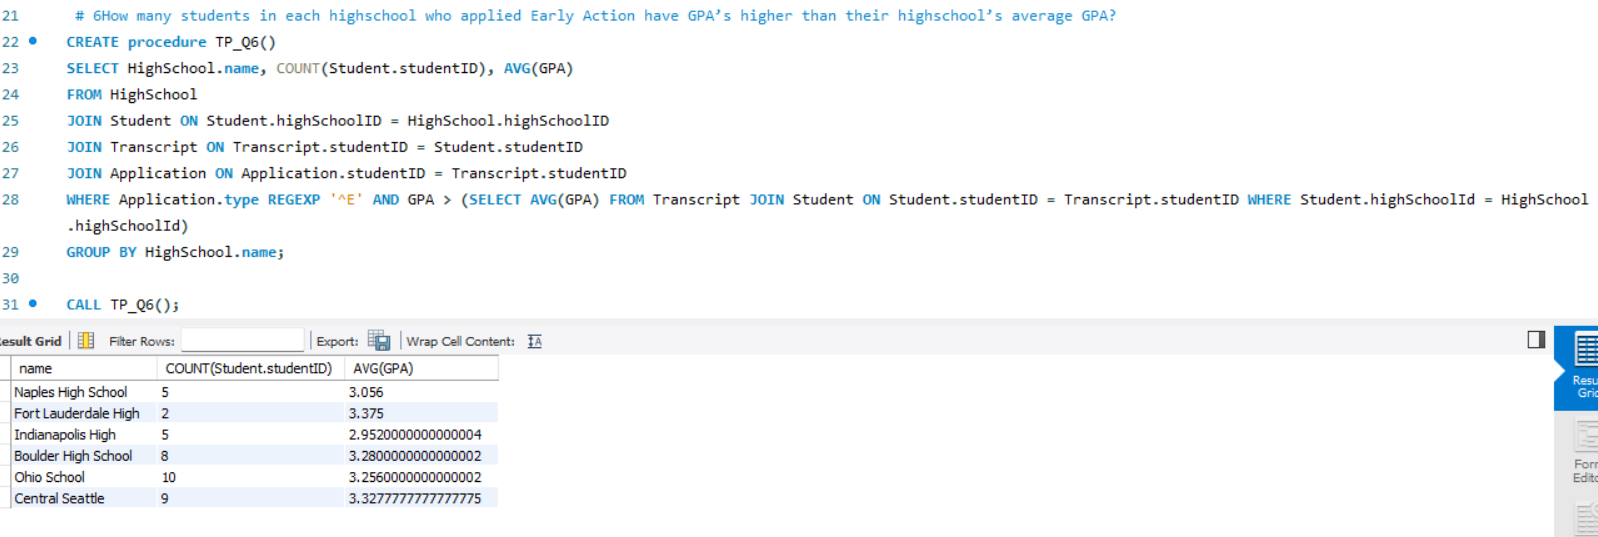 21 # 6How many students in each highschool who applied Early Action have GPA’s higher than their highschool’s average GPA?
22 CREATE procedure TP_Q6()
23 SELECT HighSchool.name, COUNT(Student.studentID), AVG(GPA)
24 FROM HighSchool
25 JOIN Student ON Student.highSchoolID = HighSchool.highSchoolID
26 JOIN Transcript ON Transcript.studentID = Student.studentID
27 JOIN Application ON Application.studentID = Transcript.studentID
28 WHERE Application.type REGEXP '^E' AND GPA > (SELECT AVG(GPA) FROM Transcript JOIN Student ON Student.studentID = Transcript.studentID WHERE Student.highSchoolId = HighSchool
.highSchoolId)
29 GROUP BY HighSchool.name;
30
31 CALL TP_Q6();
esult Grid Filter Rows: Export: Wrap Cell Content: IA
name COUNT(Student.studentID) AVG(GPA)
Naples High School 5 3.056
Fort Lauderdale High 2 3.375
Indianapolis High 5 2.9520000000000004
Boulder High School 8 3.2800000000000002
Ohio School 10 3.2560000000000002
Central Seattle 9 3.3277777777777775
Resu
Gric
Forr
Edito